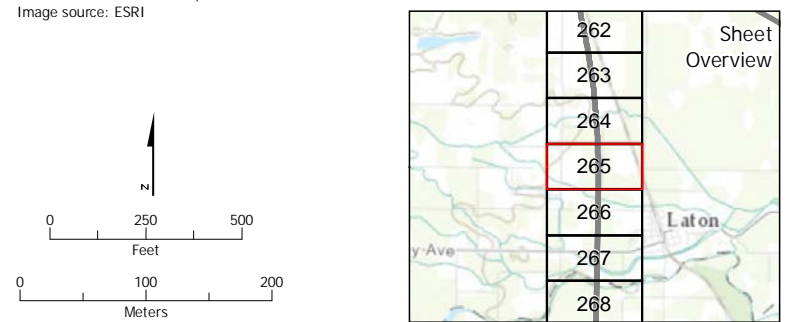 Image source: ESRI
N
0 250 500
Feet
0 100 200
Meters
Sheet
Overview
262
263
264
265
266
267
268
Laton
y Ave